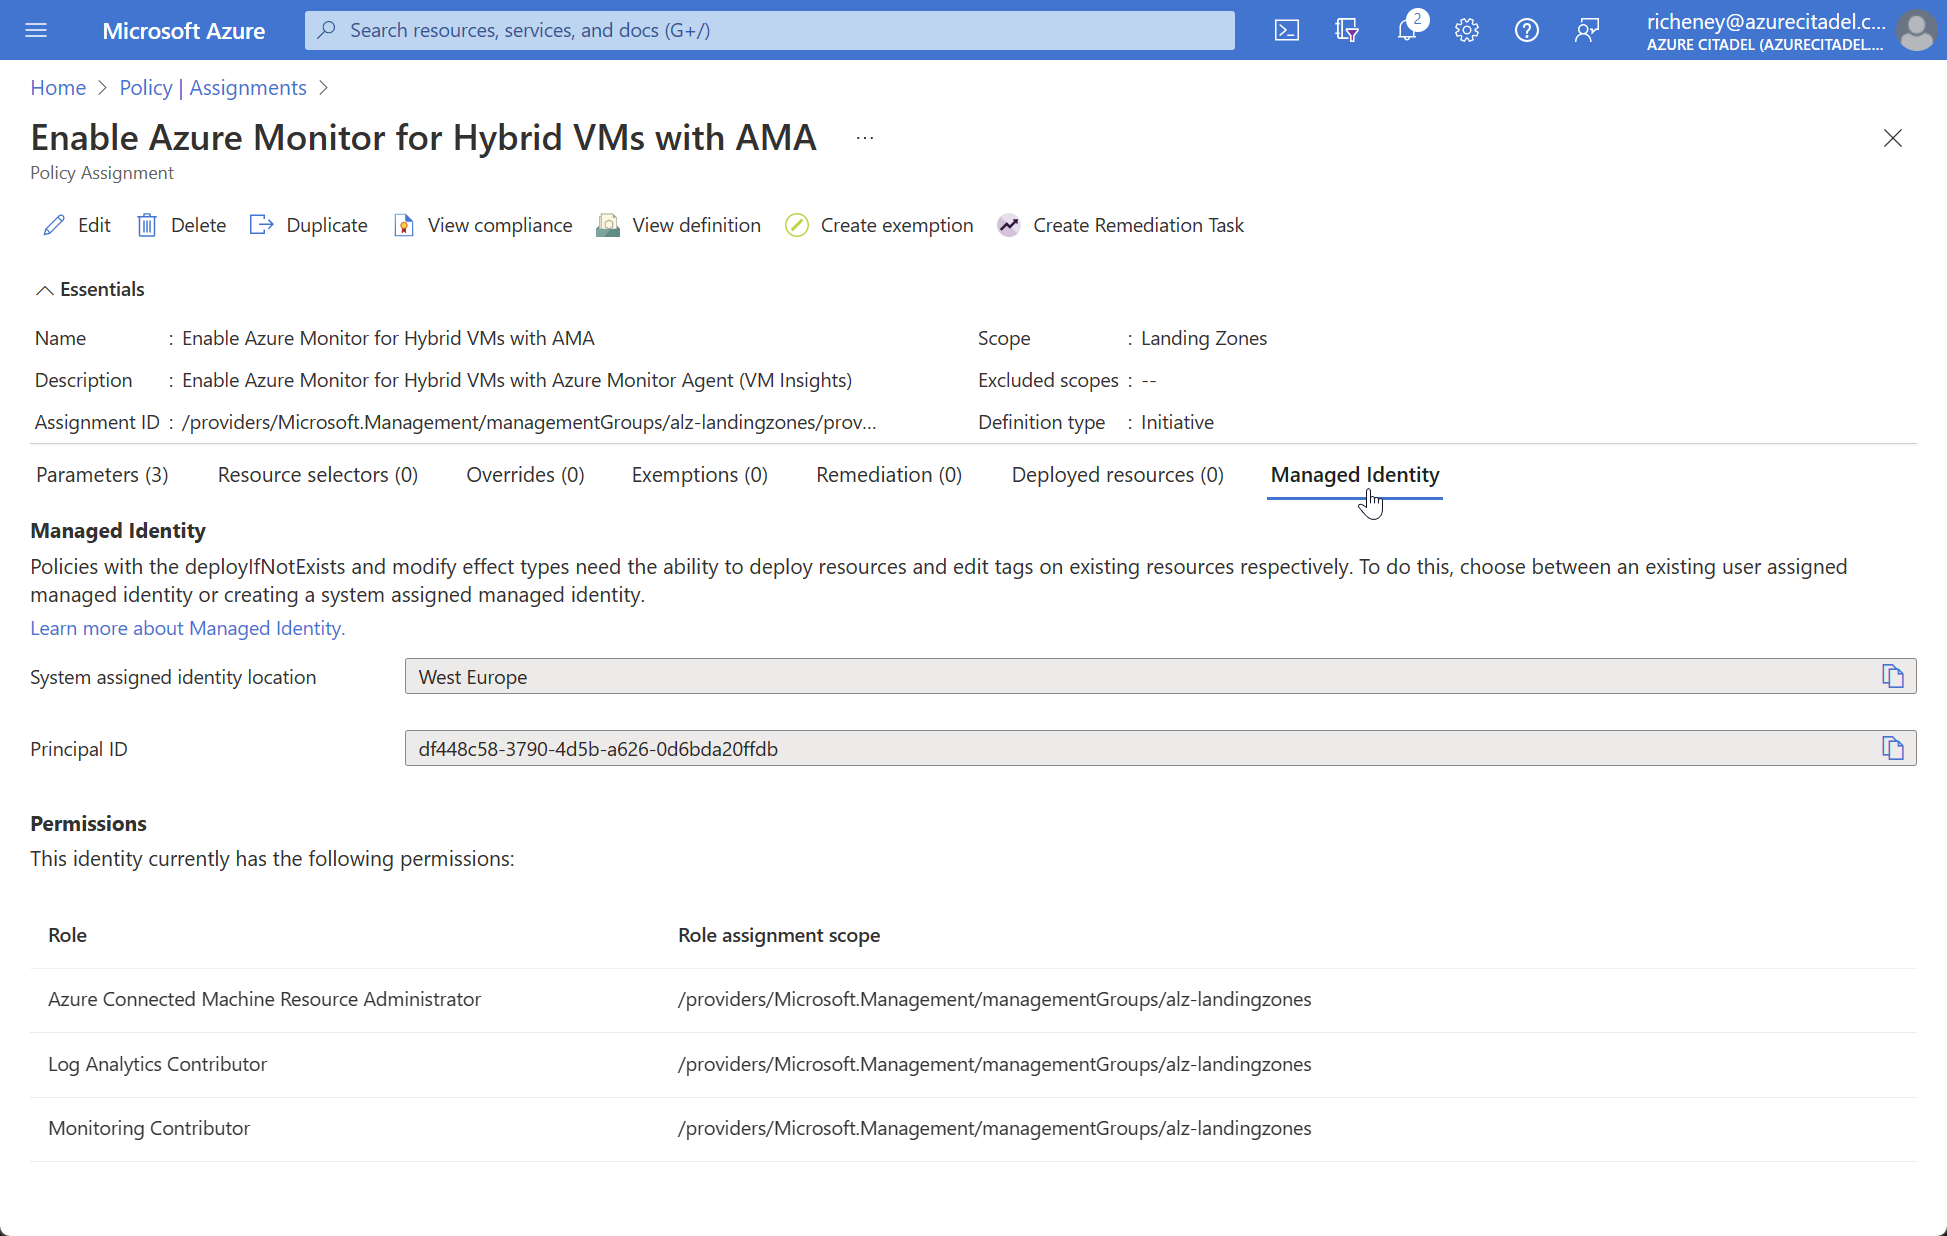 Microsoft Azure
Search resources, services, and docs (G+/)
2
richeney@azurecitadel.c...
AZURE CITADEL (AZURECITADEL....
Home > Policy | Assignments >
Enable Azure Monitor for Hybrid VMs with AMA ...
Policy Assignment
Edit Delete Duplicate View compliance View definition Create exemption Create Remediation Task
Essentials
Name : Enable Azure Monitor for Hybrid VMs with AMA Scope : Landing Zones
Description : Enable Azure Monitor for Hybrid VMs with Azure Monitor Agent (VM Insights) Excluded scopes : --
Assignment ID : /providers/Microsoft.Management/managementGroups/alz-landingzones/prov... Definition type : Initiative
Parameters (3) Resource selectors (0) Overrides (0) Exemptions (0) Remediation (0) Deployed resources (0) Managed Identity
Managed Identity
Policies with the deployIfNotExists and modify effect types need the ability to deploy resources and edit tags on existing resources respectively. To do this, choose between an existing user assigned
managed identity or creating a system assigned managed identity.
Learn more about Managed Identity.
System assigned identity location West Europe
Principal ID df448c58-3790-4d5b-a626-0d6bda20ffdb
Permissions
This identity currently has the following permissions:
Role Role assignment scope
Azure Connected Machine Resource Administrator /providers/Microsoft.Management/managementGroups/alz-landingzones
Log Analytics Contributor /providers/Microsoft.Management/managementGroups/alz-landingzones
Monitoring Contributor /providers/Microsoft.Management/managementGroups/alz-landingzones